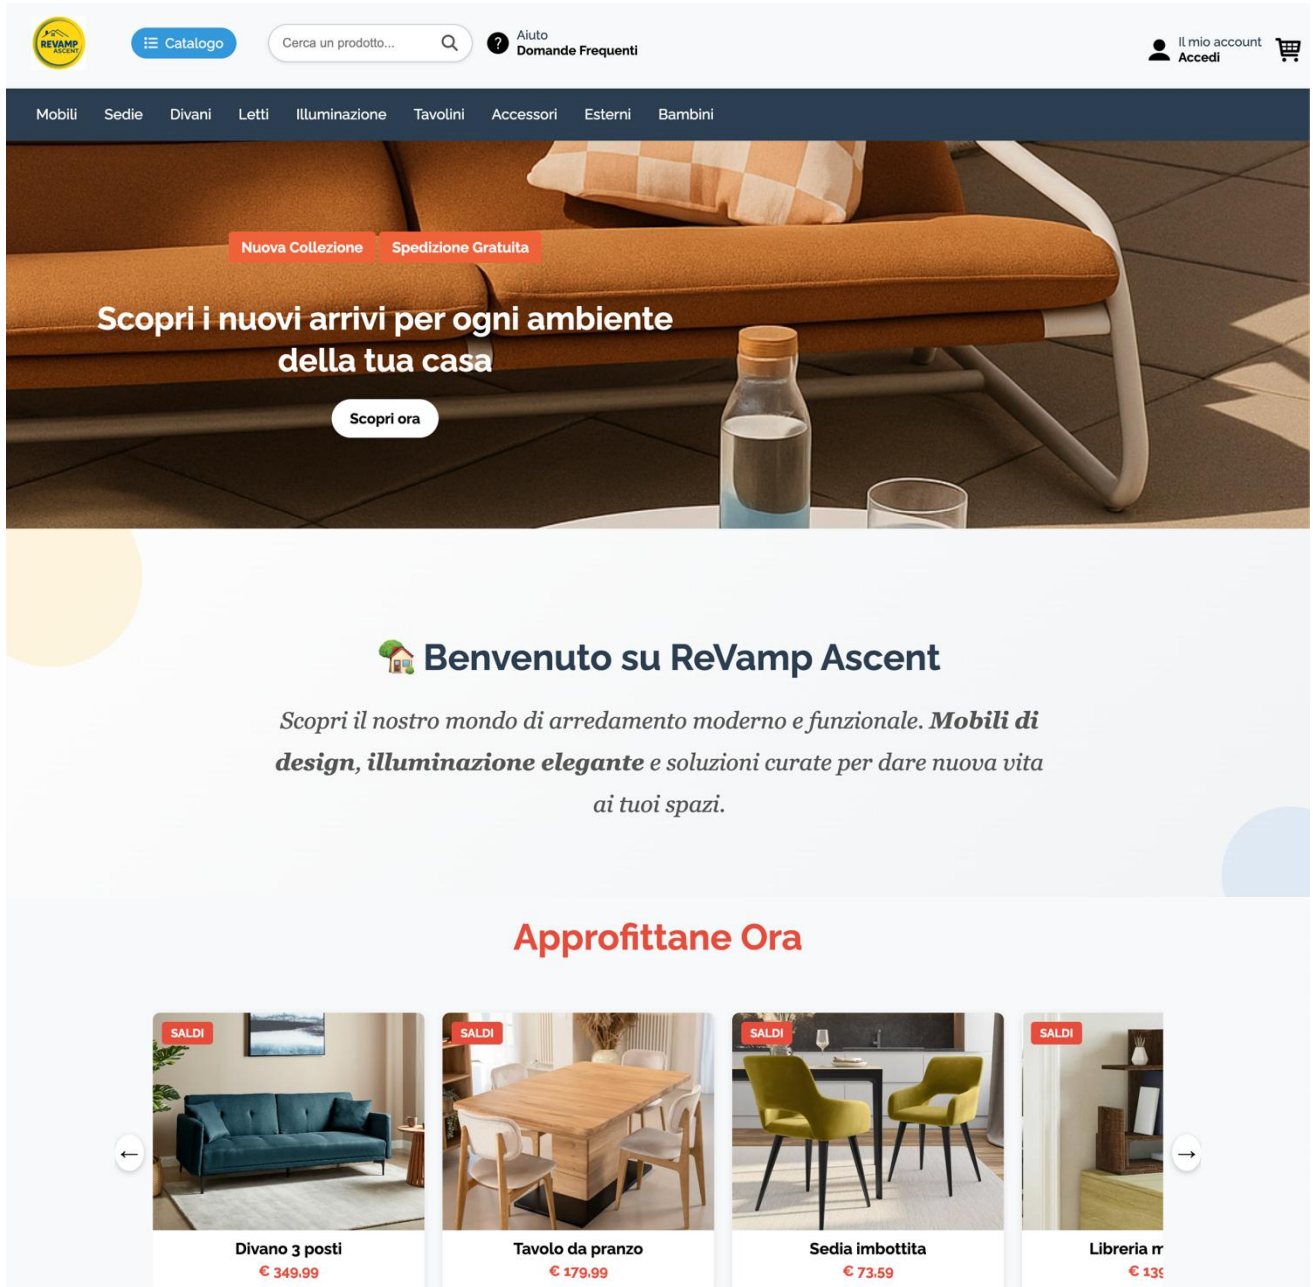 REVAMP
ASCENT
Catalogo
Cerca un prodotto...
Aiuto
Domande Frequenti
Il mio account
Accedi
Mobili Sedie Divani Letti Illuminazione Tavolini Accessori Esterni Bambini
Nuova Collezione Spedizione Gratuita
Scopri i nuovi arrivi per ogni ambiente
della tua casa
Scopri ora
Benvenuto su ReVamp Ascent
Scopri il nostro mondo di arredamento moderno e funzionale. Mobili di
design, illuminazione elegante e soluzioni curate per dare nuova vita
ai tuoi spazi.
Approfittane Ora
SALDI SALDI SALDI SALDI
Divano 3 posti Tavolo da pranzo Sedia imbottita Libreria m
€ 349.99 € 179.99 € 73.59 € 139